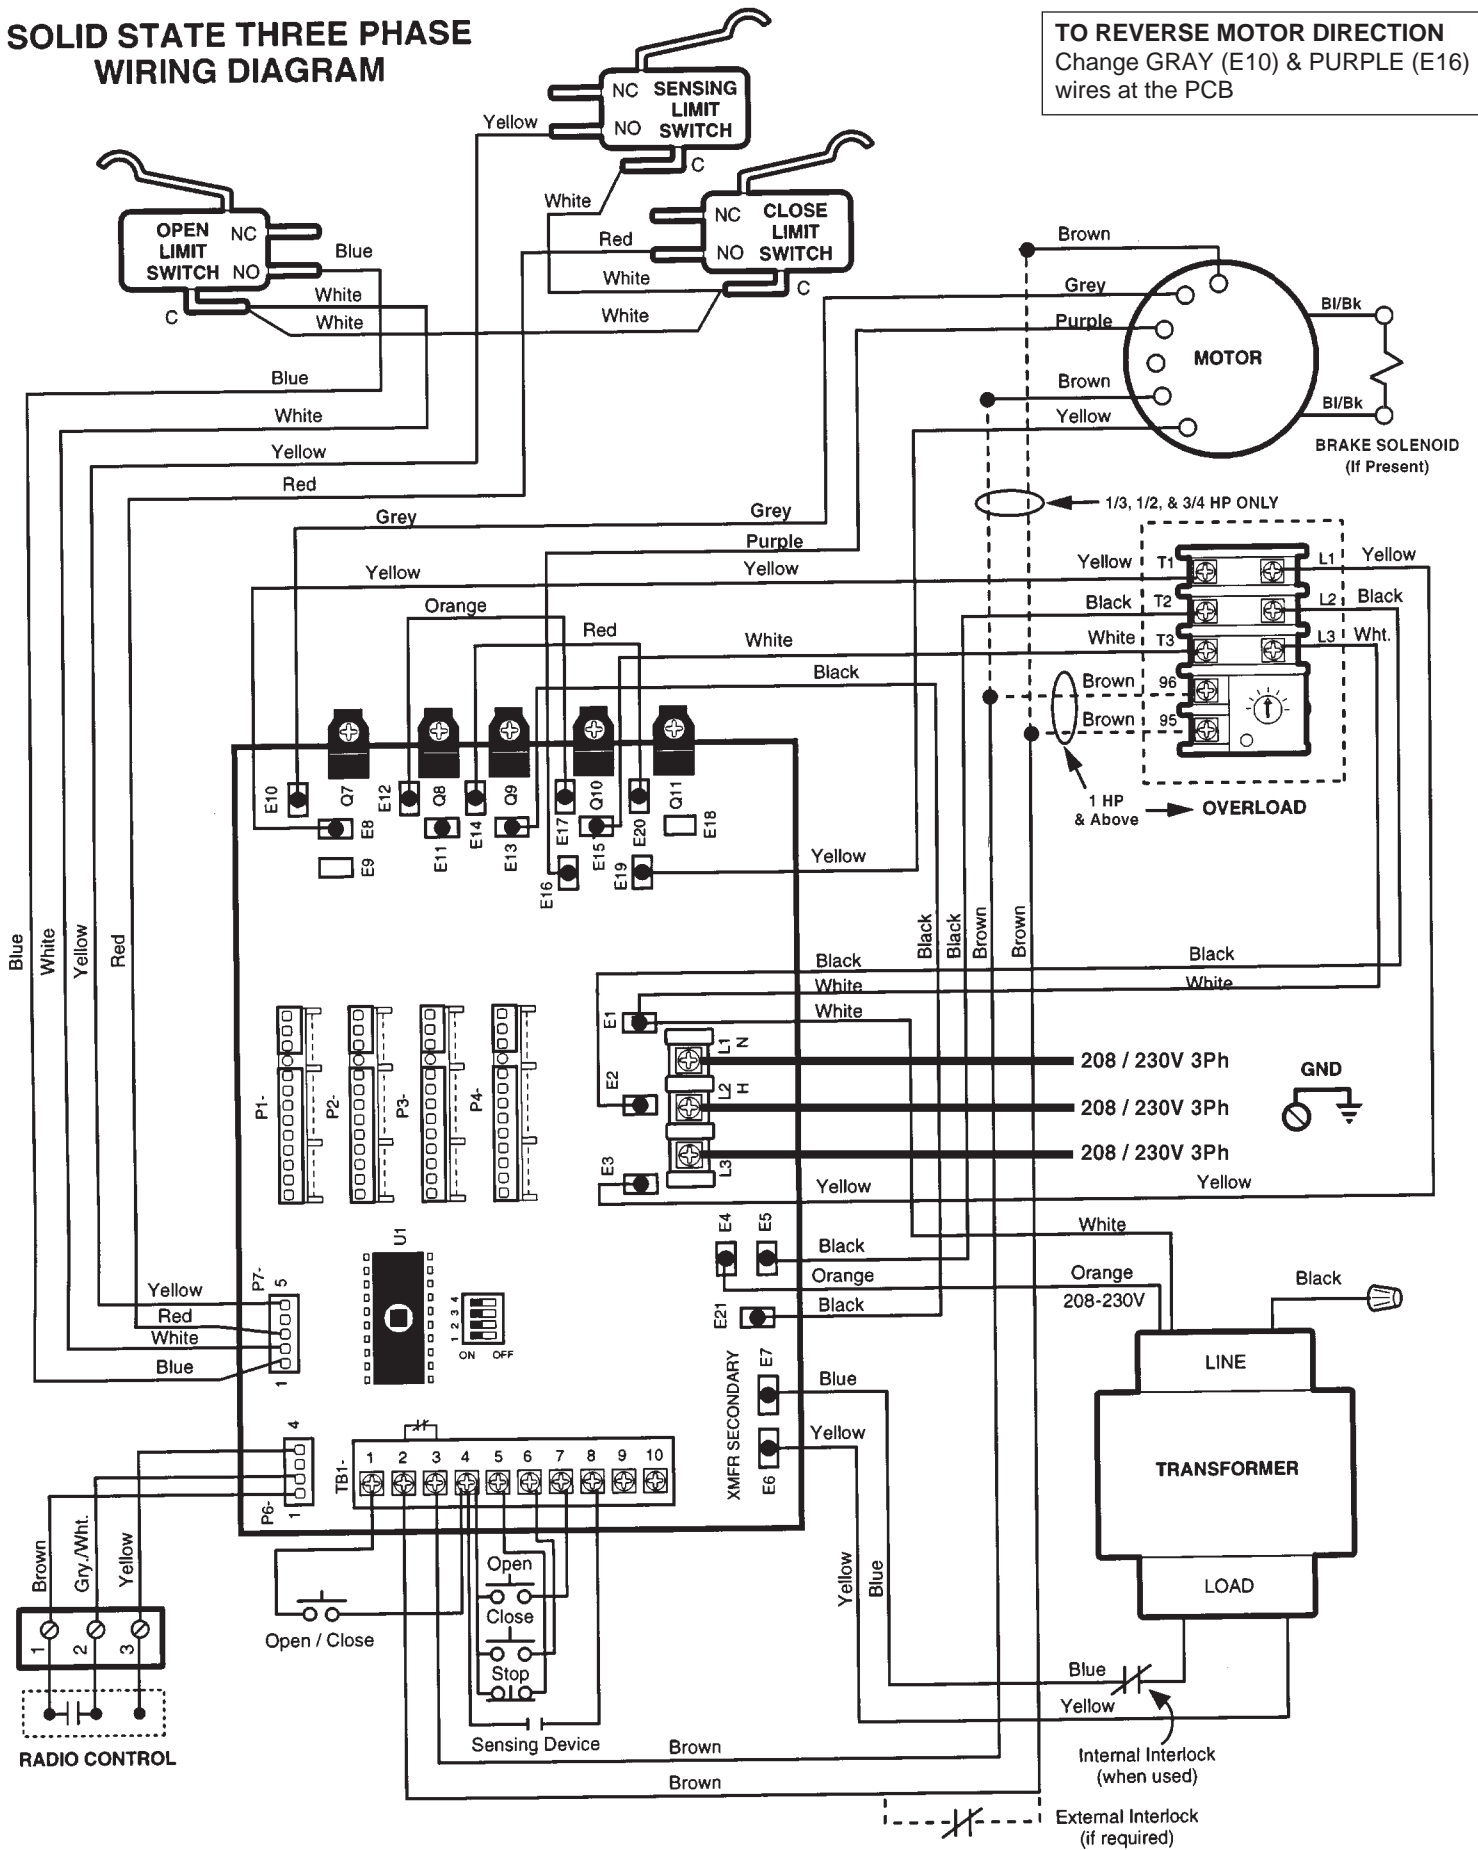 SOLID STATE THREE PHASE
WIRING DIAGRAM
TO REVERSE MOTOR DIRECTION
Change GRAY (E10) & PURPLE (E16)
wires at the PCB
NC
SENSING
LIMIT
SWITCH
NO
C
Yellow
White
NC
CLOSE
LIMIT
SWITCH
NO
C
Red
White
White
OPEN
LIMIT
SWITCH
NC
NO
C
Blue
White
White
Blue
White
Yellow
Red
Brown
Grey
Purple
Brown
Yellow
MOTOR
Bl/Bk
Bl/Bk
BRAKE SOLENOID
(If Present)
1/3, 1/2, & 3/4 HP ONLY
Grey
Grey
Purple
Yellow
Yellow
Yellow
T1
L1
Yellow
Orange
Black
T2
L2
Black
Red
White
White
T3
L3
Wht.
Black
Brown
96
Brown
95
1 HP
& Above
OVERLOAD
E10
Q7
E12
Q8
E14
Q9
E17
Q10
E20
Q11
E8
E11
E13
E15
E18
E9
E16
E19
Yellow
Blue
White
Yellow
Red
Black
Black
Brown
Brown
Black
Black
White
White
White
E1
L1
N
208 / 230V 3Ph
GND
E2
L2
H
208 / 230V 3Ph
E3
L3
208 / 230V 3Ph
Yellow
Yellow
P1-
P2-
P3-
P4-
E4
E5
White
Black
Orange
Orange
208-230V
Black
E21
Black
U1
P7-
5
1
Yellow
Red
White
Blue
1 2 3 4
ON
OFF
LINE
TRANSFORMER
LOAD
XMFR SECONDARY
E7
Blue
E6
Yellow
P6-
4
1
TB1-
1
2
3
4
5
6
7
8
9
10
Brown
Gry./Wht.
Yellow
1
2
3
RADIO CONTROL
Open / Close
Open
Close
Stop
Sensing Device
Yellow
Blue
Blue
Yellow
Internal Interlock
(when used)
Brown
Brown
External Interlock
(if required)